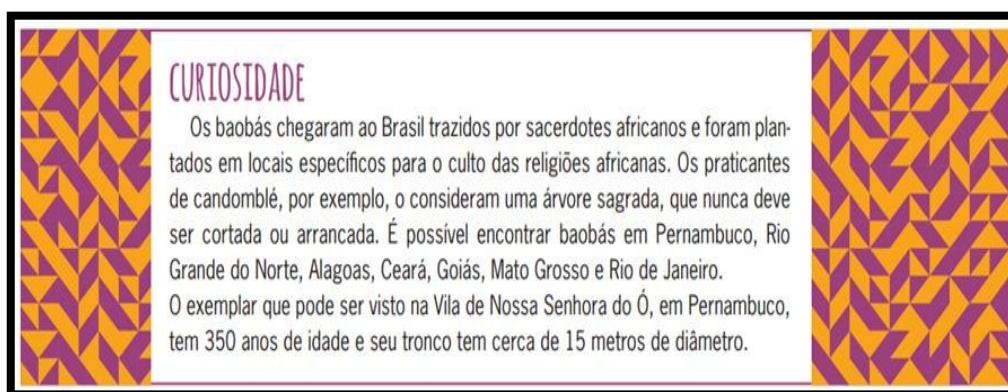 CURIOSIDADE
Os baobás chegaram ao Brasil trazidos por sacerdotes africanos e foram plan-
tados em locais específicos para o culto das religiões africanas. Os praticantes
de candomblé, por exemplo, o consideram uma árvore sagrada, que nunca deve
ser cortada ou arrancada. É possível encontrar baobás em Pernambuco, Rio
Grande do Norte, Alagoas, Ceará, Goiás, Mato Grosso e Rio de Janeiro.
O exemplar que pode ser visto na Vila de Nossa Senhora do Ó, em Pernambuco,
tem 350 anos de idade e seu tronco tem cerca de 15 metros de diâmetro.